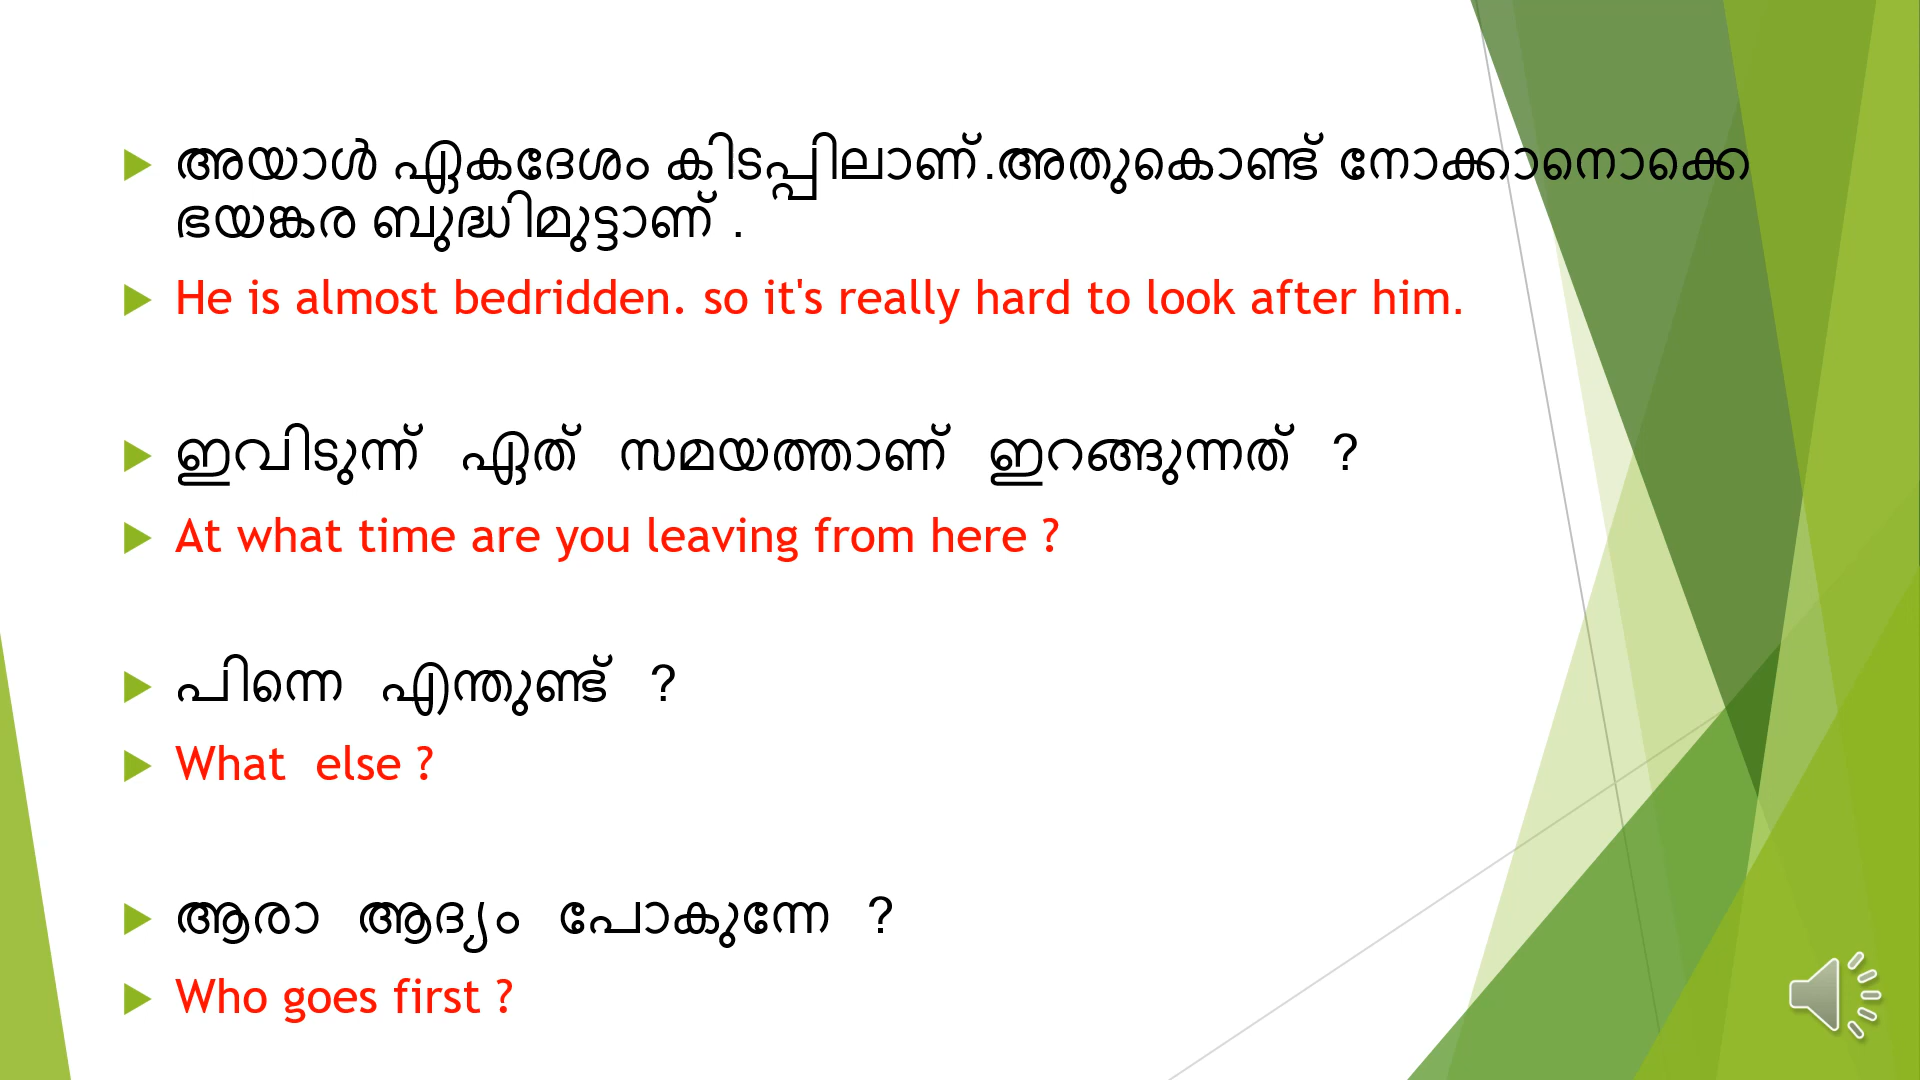 അയാൾ ഏകദേശം കിടപ്പിലാണ്.അതുകൊണ്ട് നോക്കാനൊക്കെ
ഭയങ്കര ബുദ്ധിമുട്ടാണ് .
He is almost bedridden. so it's really hard to look after him.
ഇവിടുന്ന് ഏത് സമയത്താണ് ഇറങ്ങുന്നത് ?
At what time are you leaving from here ?
പിന്നെ എന്തുണ്ട് ?
What else ?
ആരാ ആദ്യം പോകുന്നേ ?
Who goes first ?